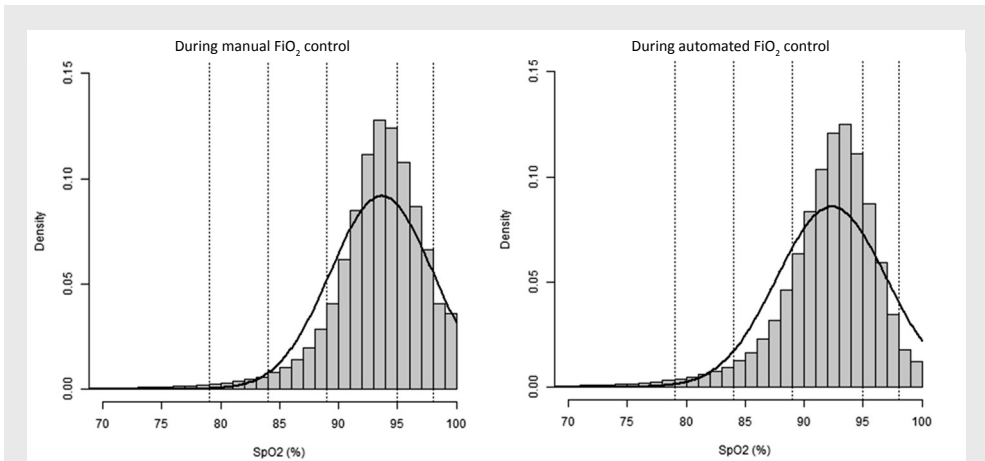 During manual FiO2 control
0.15
0.10
0.05
0.00
Density
70 75 80 85 90 95 100
SpO2 (%)
During automated FiO2 control
0.15
0.10
0.05
0.00
Density
70 75 80 85 90 95 100
SpO2 (%)